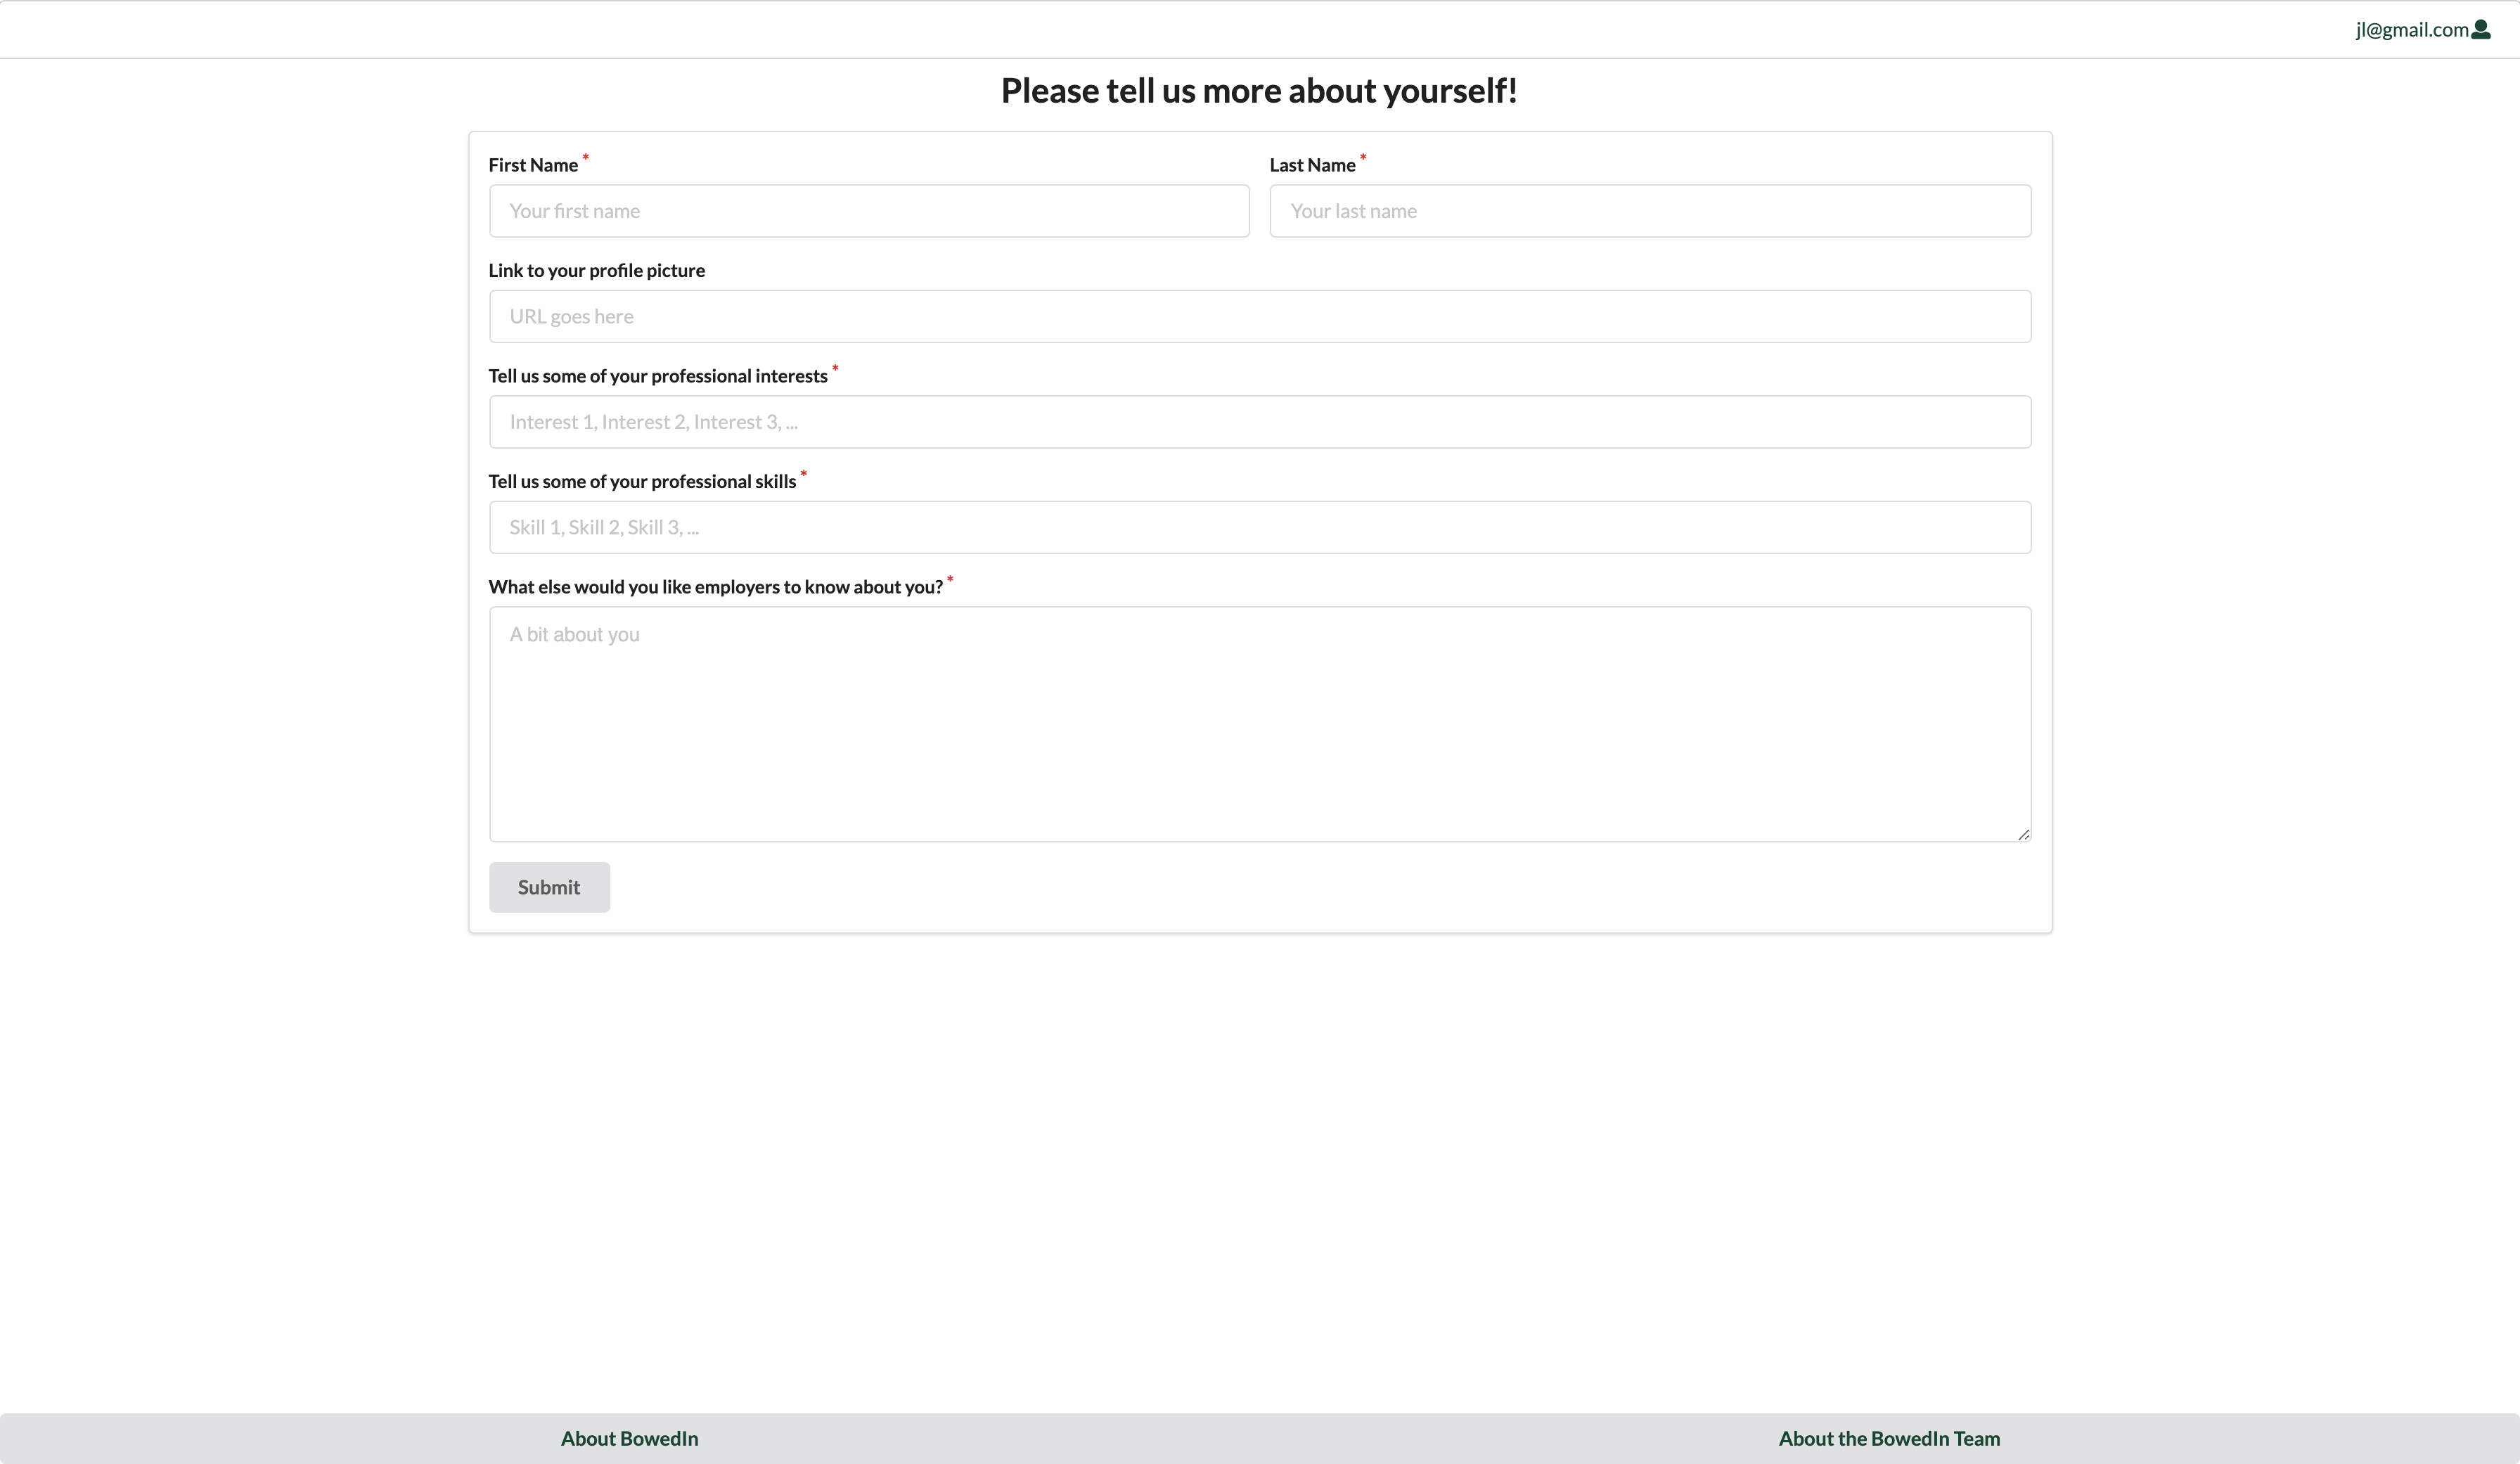 jl@gmail.com
Please tell us more about yourself!
First Name *
Last Name *
Your first name
Your last name
Link to your profile picture
URL goes here
Tell us some of your professional interests *
Interest 1, Interest 2, Interest 3, ...
Tell us some of your professional skills *
Skill 1, Skill 2, Skill 3, ...
What else would you like employers to know about you? *
A bit about you
Submit
About BowedIn
About the BowedIn Team